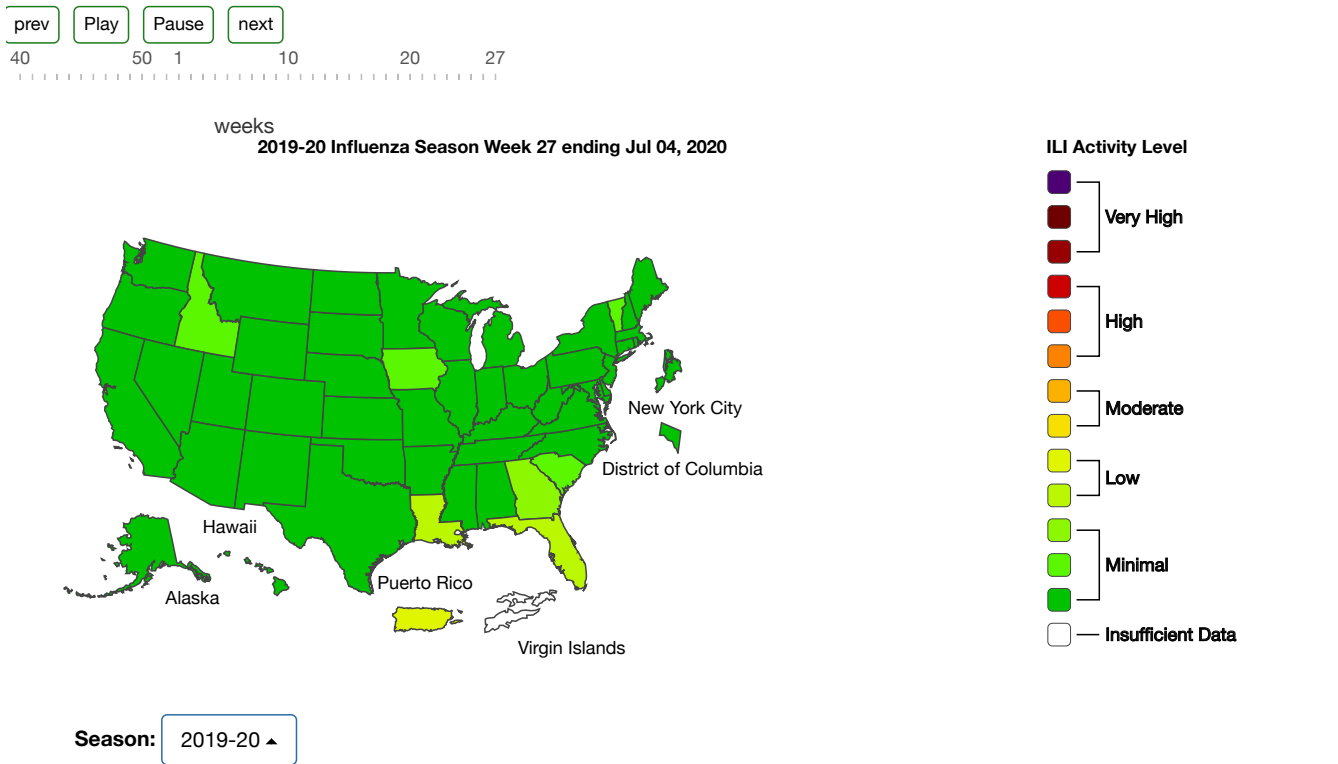 prev Play Pause next
40 50 1 10 20 27
weeks
2019-20 Influenza Season Week 27 ending Jul 04, 2020
ILI Activity Level
Very High
High
Moderate
Low
Minimal
Insufficient Data
New York City
District of Columbia
Hawaii
Alaska
Puerto Rico
Virgin Islands
Season: 2019-20